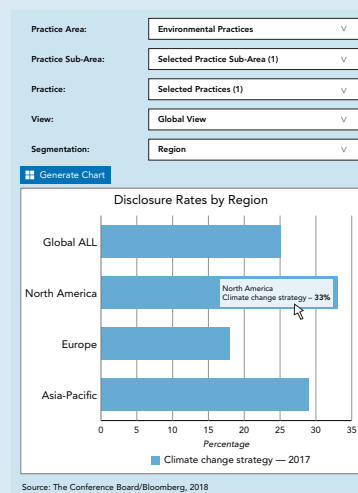 Practice Area: Environmental Practices
Practice Sub-Area: Selected Practice Sub-Area (1)
Practice: Selected Practices (1)
View: Global View
Segmentation: Region
Generate Chart
Disclosure Rates by Region
Global ALL
North America
North America
Climate change strategy – 33%
Europe
Asia-Pacific
0 5 10 15 20 25 30 35
Percentage
Climate change strategy — 2017
Source: The Conference Board/Bloomberg, 2018